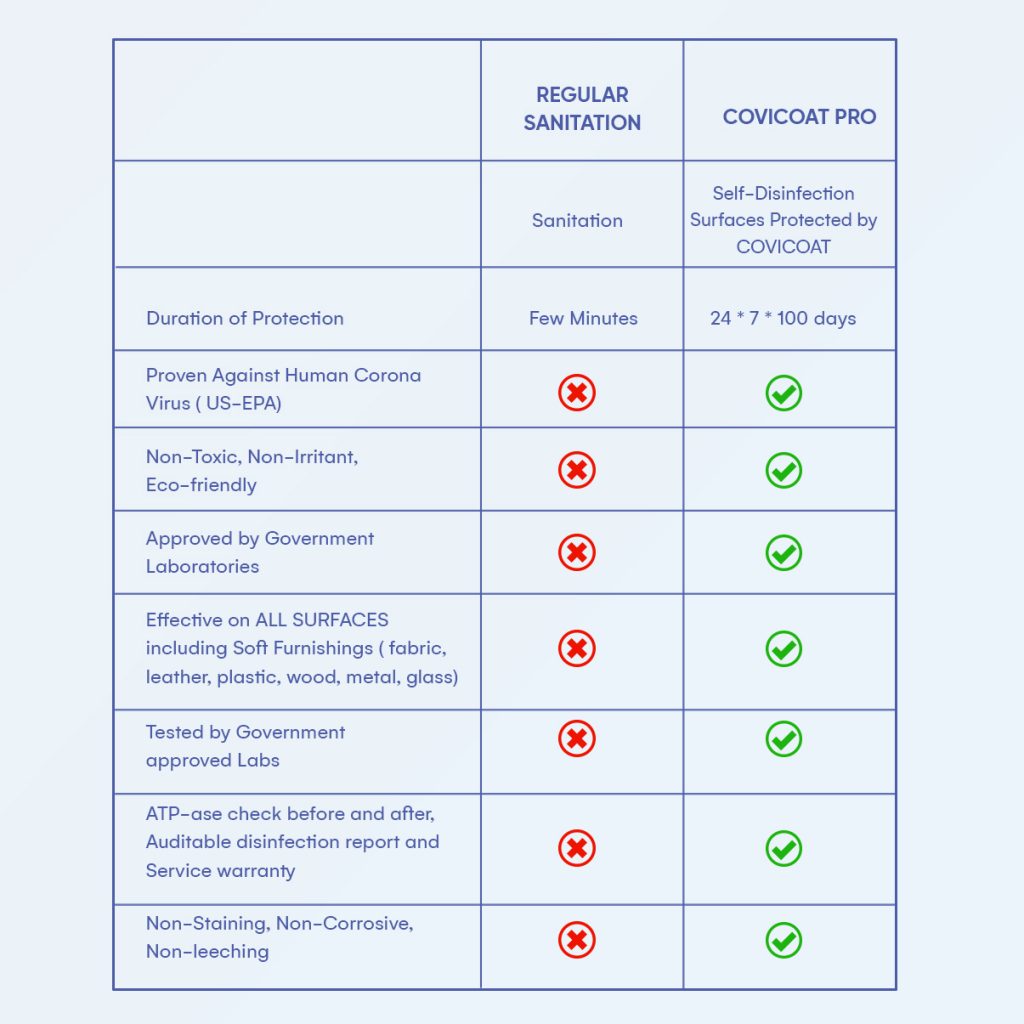 REGULAR
SANITATION
COVICOAT PRO
Sanitation
Self-Disinfection
Surfaces Protected by
COVICOAT
Duration of Protection
Few Minutes
24 * 7 * 100 days
Proven Against Human Corona
Virus ( US-EPA)
Non-Toxic, Non-Irritant,
Eco-friendly
Approved by Government
Laboratories
Effective on ALL SURFACES
including Soft Furnishings ( fabric,
leather, plastic, wood, metal, glass)
Tested by Government
approved Labs
ATP-ase check before and after,
Auditable disinfection report and
Service warranty
Non-Staining, Non-Corrosive,
Non-leeching